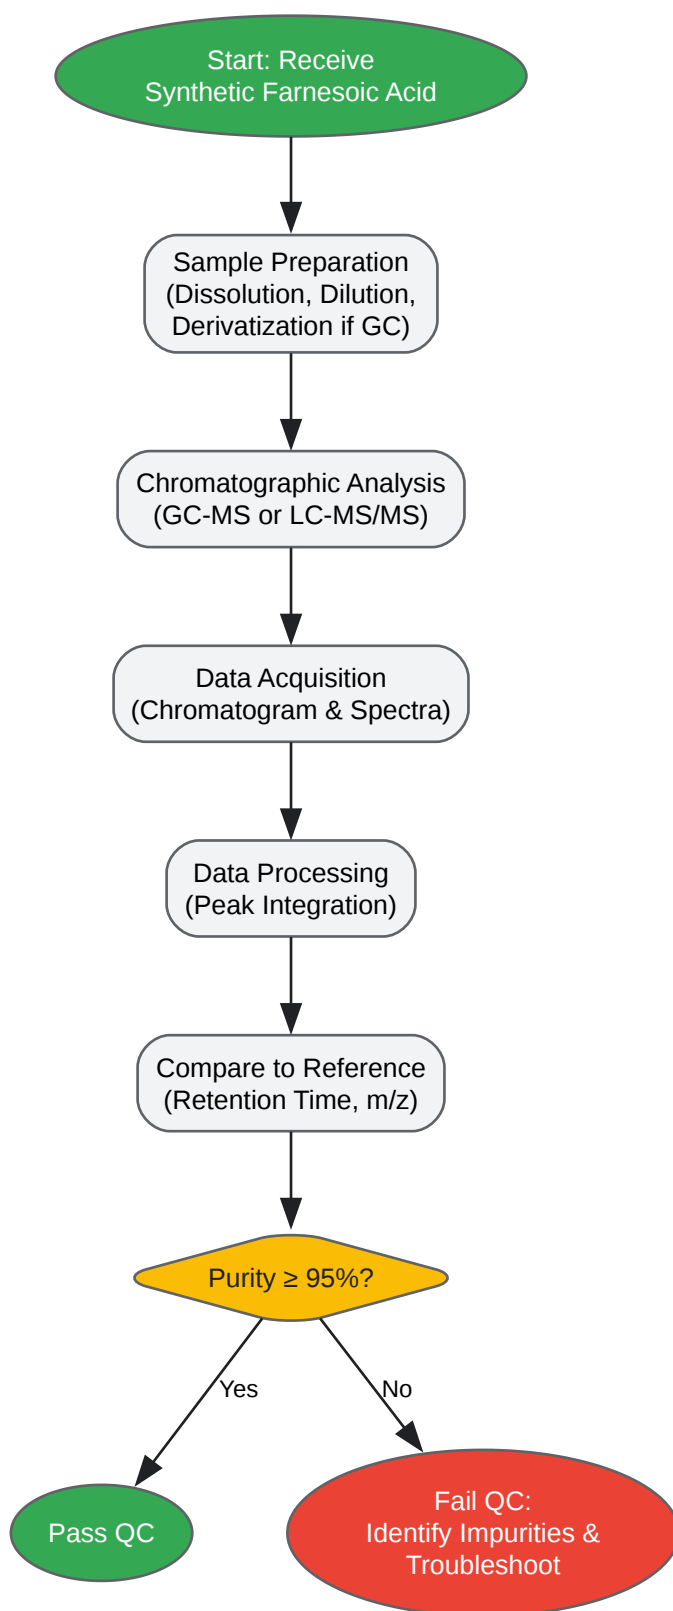 Start: Receive
Synthetic Farnesoic Acid
Sample Preparation
(Dissolution, Dilution,
Derivatization if GC)
Chromatographic Analysis
(GC-MS or LC-MS/MS)
Data Acquisition
(Chromatogram & Spectra)
Data Processing
(Peak Integration)
Compare to Reference
(Retention Time, m/z)
Purity ≥ 95%?
Yes
No
Pass QC
Fail QC:
Identify Impurities &
Troubleshoot